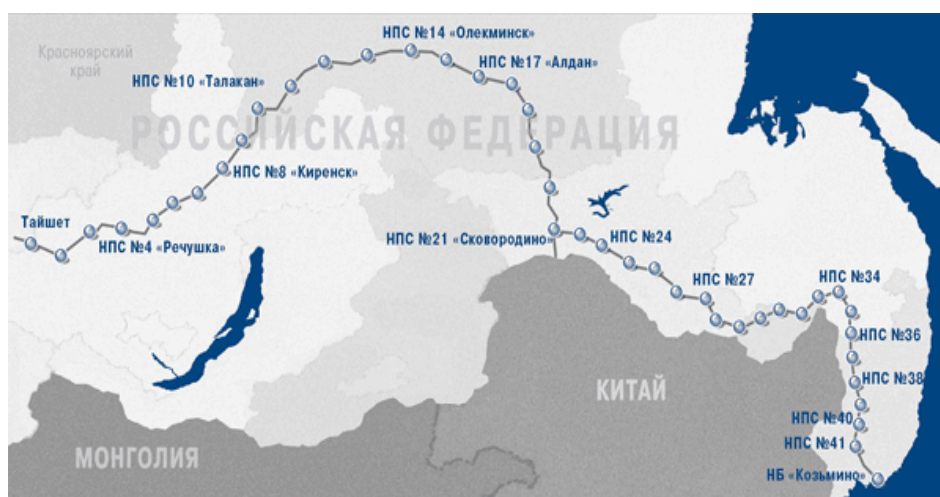 Красноярский
край
НПС №14 «Олекминск»
НПС №17 «Алдан»
НПС №10 «Талакан»
РОССИЙСКАЯ ФЕДЕРАЦИЯ
НПС №8 «Киренск»
Тайшет
НПС №4 «Речушка»
НПС №21 «Сковородино»
НПС №24
НПС №27
НПС №34
НПС №36
НПС №38
КИТАЙ
НПС №40
НПС №41
МОНГОЛИЯ
НБ «Козьмино»